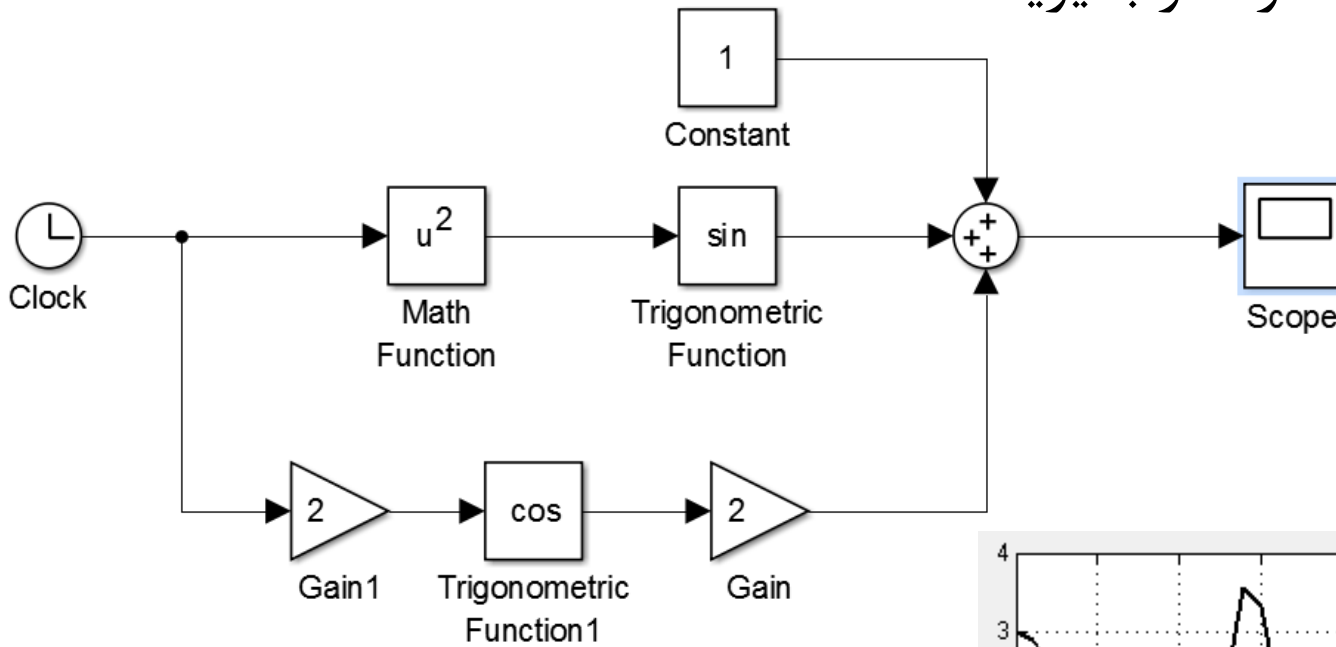 1
Constant
Clock
u²
Math
Function
sin
Trigonometric
Function
+
+
+
Scope
2
Gain1
cos
Trigonometric
Function1
2
Gain
4
3